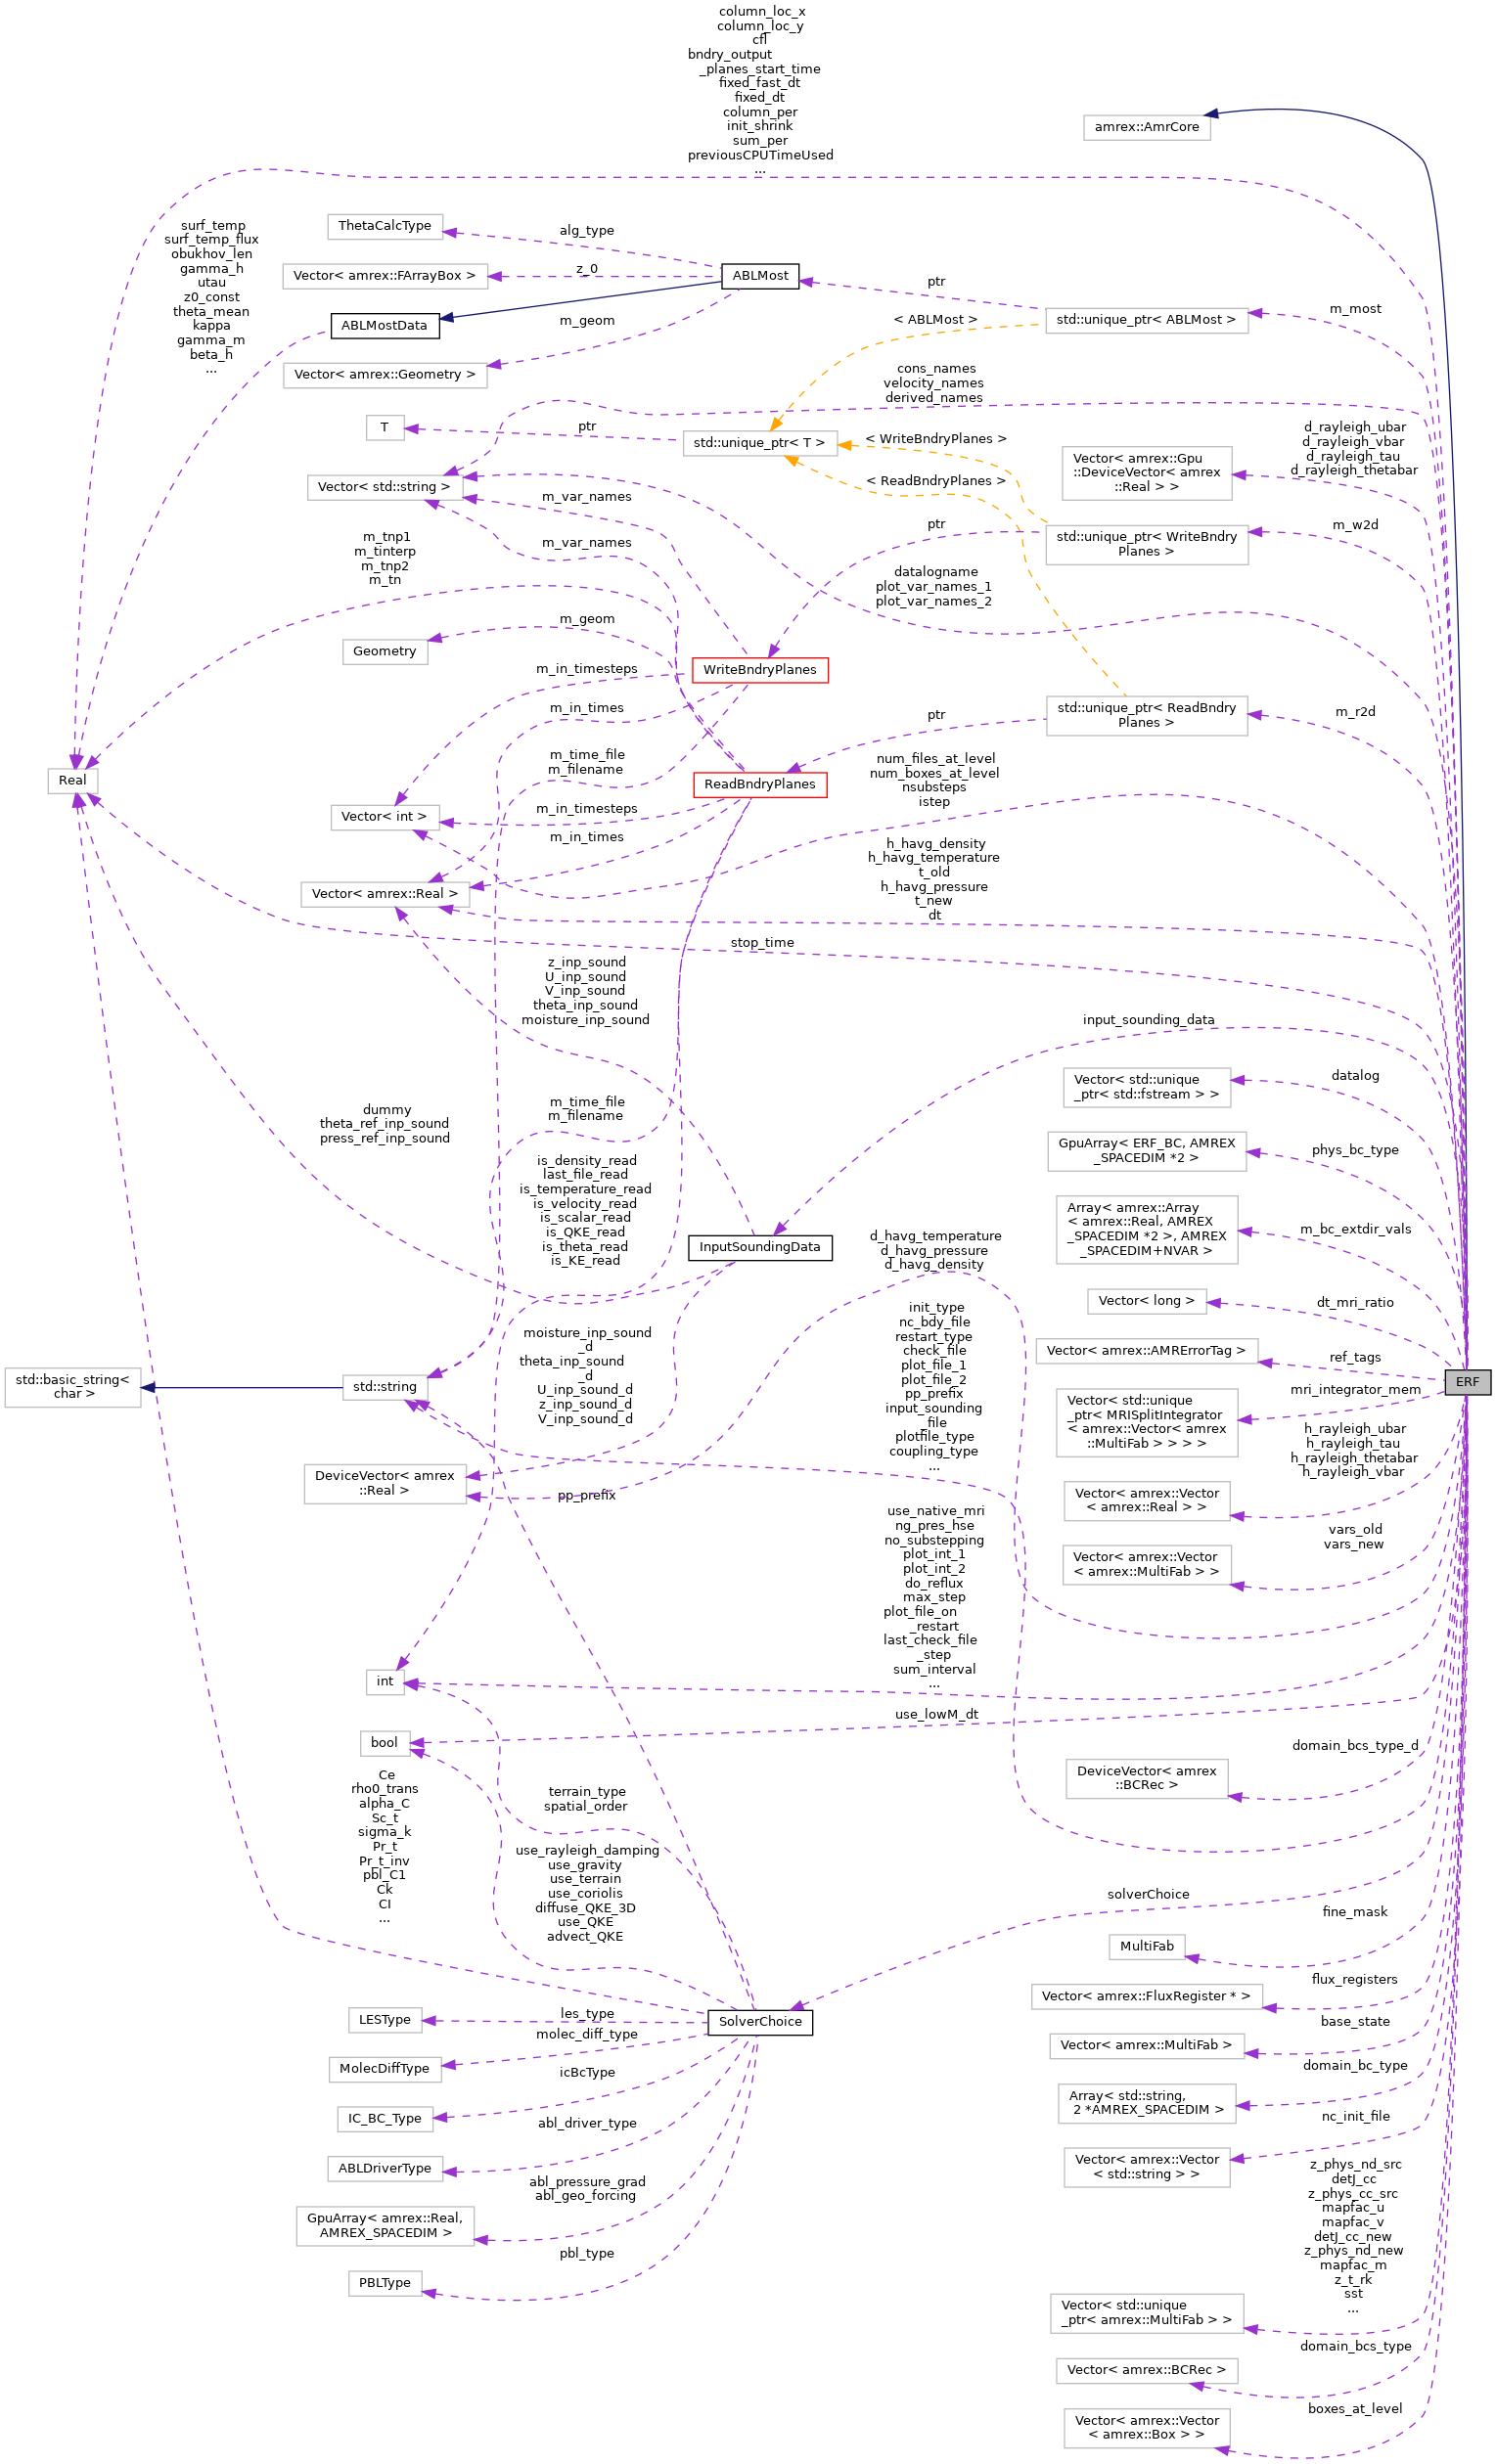 column_loc_x
column_loc_y
cfl
bndry_output
_planes_start_time
fixed_fast_dt
fixed_dt
column_per
init_shrink
sum_per
previousCPUTimeUsed
...
amrex::AmrCore
surf_temp
surf_temp_flux
obukhov_len
gamma_h
utau
z0_const
theta_mean
kappa
gamma_m
beta_h
...
ThetaCalcType
alg_type
Vector< amrex::FArrayBox >
z_0
ABLMost
ptr
ABLMostData
m_geom
< ABLMost >
std::unique_ptr< ABLMost >
m_most
Vector< amrex::Geometry >
cons_names
velocity_names
derived_names
T
ptr
std::unique_ptr< T >
< WriteBndryPlanes >
d_rayleigh_ubar
d_rayleigh_vbar
d_rayleigh_tau
d_rayleigh_thetabar
Vector< amrex::Gpu
::DeviceVector< amrex
::Real > >
Vector< std::string >
m_var_names
< ReadBndryPlanes >
m_tnp1
m_tinterp
m_tnp2
m_tn
m_var_names
ptr
std::unique_ptr< WriteBndry
Planes >
m_w2d
datalogname
plot_var_names_1
plot_var_names_2
Geometry
m_geom
m_in_timesteps
WriteBndryPlanes
m_in_times
ptr
std::unique_ptr< ReadBndry
Planes >
m_r2d
Real
m_time_file
m_filename
ReadBndryPlanes
num_files_at_level
num_boxes_at_level
nsubsteps
istep
Vector< int >
m_in_timesteps
m_in_times
Vector< amrex::Real >
h_havg_density
h_havg_temperature
t_old
h_havg_pressure
t_new
dt
stop_time
z_inp_sound
U_inp_sound
V_inp_sound
theta_inp_sound
moisture_inp_sound
input_sounding_data
Vector< std::unique
_ptr< std::fstream > >
datalog
dummy
theta_ref_inp_sound
press_ref_inp_sound
m_time_file
m_filename
GpuArray< ERF_BC, AMREX
_SPACEDIM *2 >
phys_bc_type
is_density_read
last_file_read
is_temperature_read
is_velocity_read
is_scalar_read
is_QKE_read
is_theta_read
is_KE_read
InputSoundingData
d_havg_temperature
d_havg_pressure
d_havg_density
Array< amrex::Array
< amrex::Real, AMREX
_SPACEDIM *2 >, AMREX
_SPACEDIM+NVAR >
m_bc_extdir_vals
Vector< long >
dt_mri_ratio
Vector< amrex::AMRErrorTag >
ref_tags
ERF
std::basic_string<
char >
std::string
moisture_inp_sound
_d
theta_inp_sound
_d
U_inp_sound_d
z_inp_sound_d
V_inp_sound_d
init_type
nc_bdy_file
restart_type
check_file
plot_file_1
plot_file_2
pp_prefix
input_sounding
_file
plotfile_type
coupling_type
...
Vector< std::unique
_ptr< MRISplitIntegrator
< amrex::Vector< amrex
::MultiFab > > > >
mri_integrator_mem
h_rayleigh_ubar
h_rayleigh_tau
h_rayleigh_thetabar
h_rayleigh_vbar
DeviceVector< amrex
::Real >
pp_prefix
Vector< amrex::Vector
< amrex::Real > >
use_native_mri
ng_pres_hse
no_substepping
plot_int_1
plot_int_2
do_reflux
max_step
plot_file_on
_restart
last_check_file
_step
sum_interval
...
Vector< amrex::Vector
< amrex::MultiFab > >
vars_old
vars_new
int
bool
use_lowM_dt
DeviceVector< amrex
::BCRec >
domain_bcs_type_d
Ce
rho0_trans
alpha_C
Sc_t
sigma_k
Pr_t
Pr_t_inv
pbl_C1
Ck
CI
...
terrain_type
spatial_order
use_rayleigh_damping
use_gravity
use_terrain
use_coriolis
diffuse_QKE_3D
use_QKE
advect_QKE
solverChoice
MultiFab
fine_mask
Vector< amrex::FluxRegister * >
flux_registers
LESType
les_type
SolverChoice
Vector< amrex::MultiFab >
base_state
MolecDiffType
molec_diff_type
icBcType
IC_BC_Type
Array< std::string,
2 *AMREX_SPACEDIM >
domain_bc_type
abl_driver_type
ABLDriverType
Vector< amrex::Vector
< std::string > >
nc_init_file
abl_pressure_grad
abl_geo_forcing
GpuArray< amrex::Real,
AMREX_SPACEDIM >
pbl_type
PBLType
z_phys_nd_src
detJ_cc
z_phys_cc_src
mapfac_u
mapfac_v
detJ_cc_new
z_phys_nd_new
mapfac_m
z_t_rk
sst
...
Vector< std::unique
_ptr< amrex::MultiFab > >
Vector< amrex::BCRec >
domain_bcs_type
Vector< amrex::Vector
< amrex::Box > >
boxes_at_level